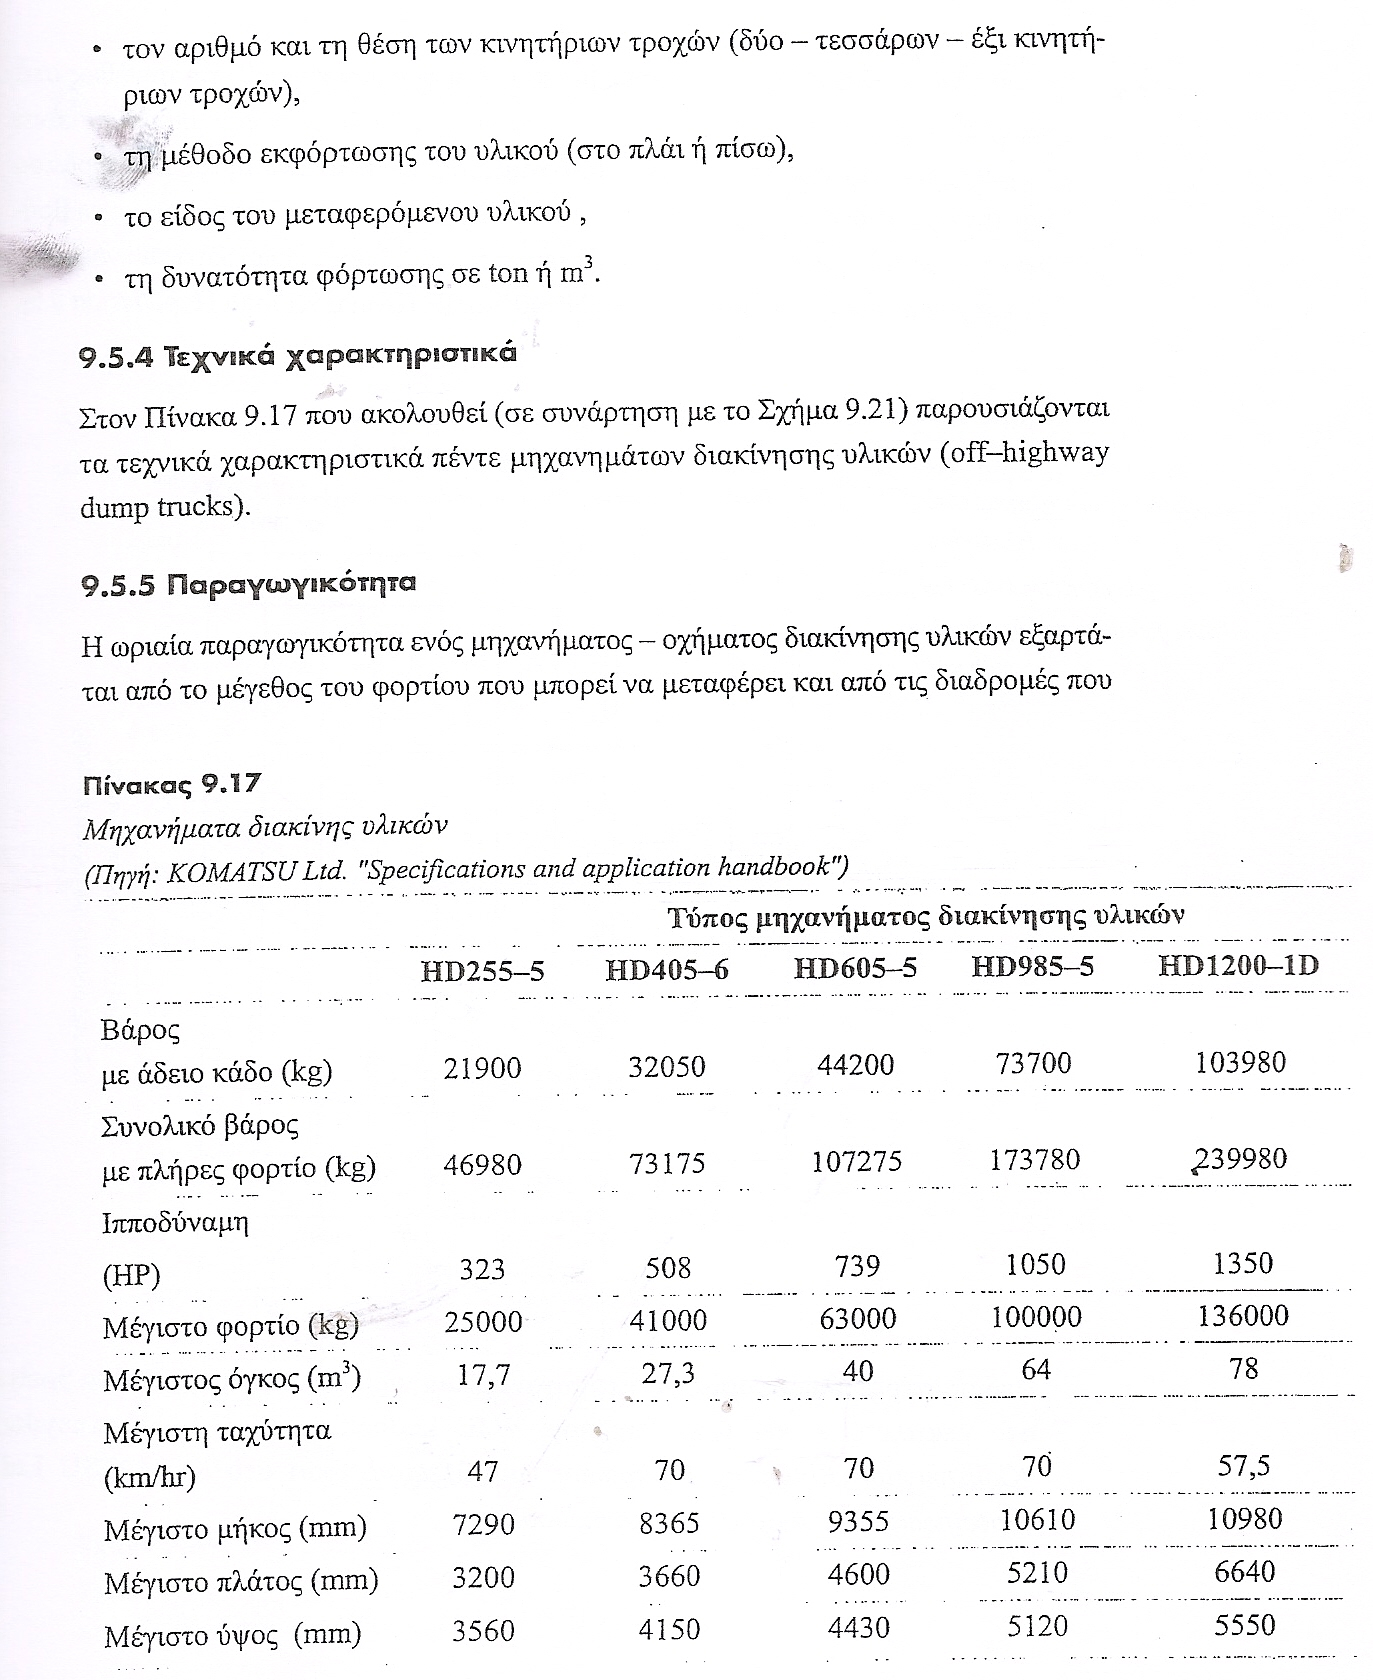 • τον αριθμό και τη θέση των κινητήριων τροχών (δύο – τεσσάρων – έξι κινητή-
ριων τροχών),
• τη μέθοδο εκφόρτωσης του υλικού (στο πλάι ή πίσω),
• το είδος του μεταφερόμενου υλικού ,
• τη δυνατότητα φόρτωσης σε ton ή m³.
9.5.4 Τεχνικά χαρακτηριστικά
Στον Πίνακα 9.17 που ακολουθεί (σε συνάρτηση με το Σχήμα 9.21) παρουσιάζονται
τα τεχνικά χαρακτηριστικά πέντε μηχανημάτων διακίνησης υλικών (off–highway
dump trucks).
9.5.5 Παραγωγικότητα
Η ωριαία παραγωγικότητα ενός μηχανήματος – οχήματος διακίνησης υλικών εξαρτά-
ται από το μέγεθος του φορτίου που μπορεί να μεταφέρει και από τις διαδρομές που
Πίνακας 9.17
Μηχανήματα διακίνης υλικών
(Πηγή: KOMATSU Ltd. "Specifications and application handbook")
Τύπος μηχανήματος διακίνησης υλικών
HD255–5 HD405–6 HD605–5 HD985–5 HD1200–1D
Βάρος
με άδειο κάδο (kg) 21900 32050 44200 73700 103980
Συνολικό βάρος
με πλήρες φορτίο (kg) 46980 73175 107275 173780 239980
Ιπποδύναμη
(HP) 323 508 739 1050 1350
Μέγιστο φορτίο (kg) 25000 41000 63000 100000 136000
Μέγιστος όγκος (m³) 17,7 27,3 40 64 78
Μέγιστη ταχύτητα
(km/hr) 47 70 70 70 57,5
Μέγιστο μήκος (mm) 7290 8365 9355 10610 10980
Μέγιστο πλάτος (mm) 3200 3660 4600 5210 6640
Μέγιστο ύψος (mm) 3560 4150 4430 5120 5550